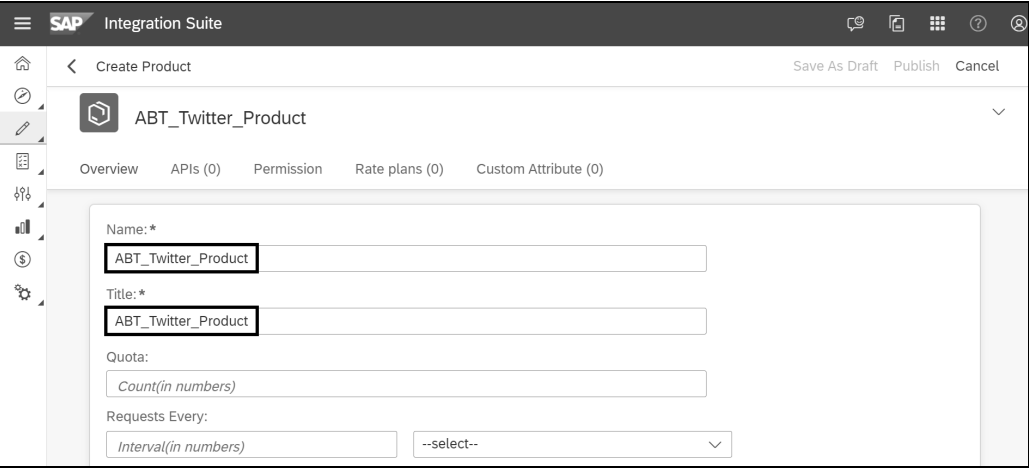 SAP Integration Suite
Create Product Save As Draft Publish Cancel
ABT_Twitter_Product
Overview APIs (0) Permission Rate plans (0) Custom Attribute (0)
Name:*
ABT_Twitter_Product
Title:*
ABT_Twitter_Product
Quota:
Count(in numbers)
Requests Every:
Interval(in numbers) --select--